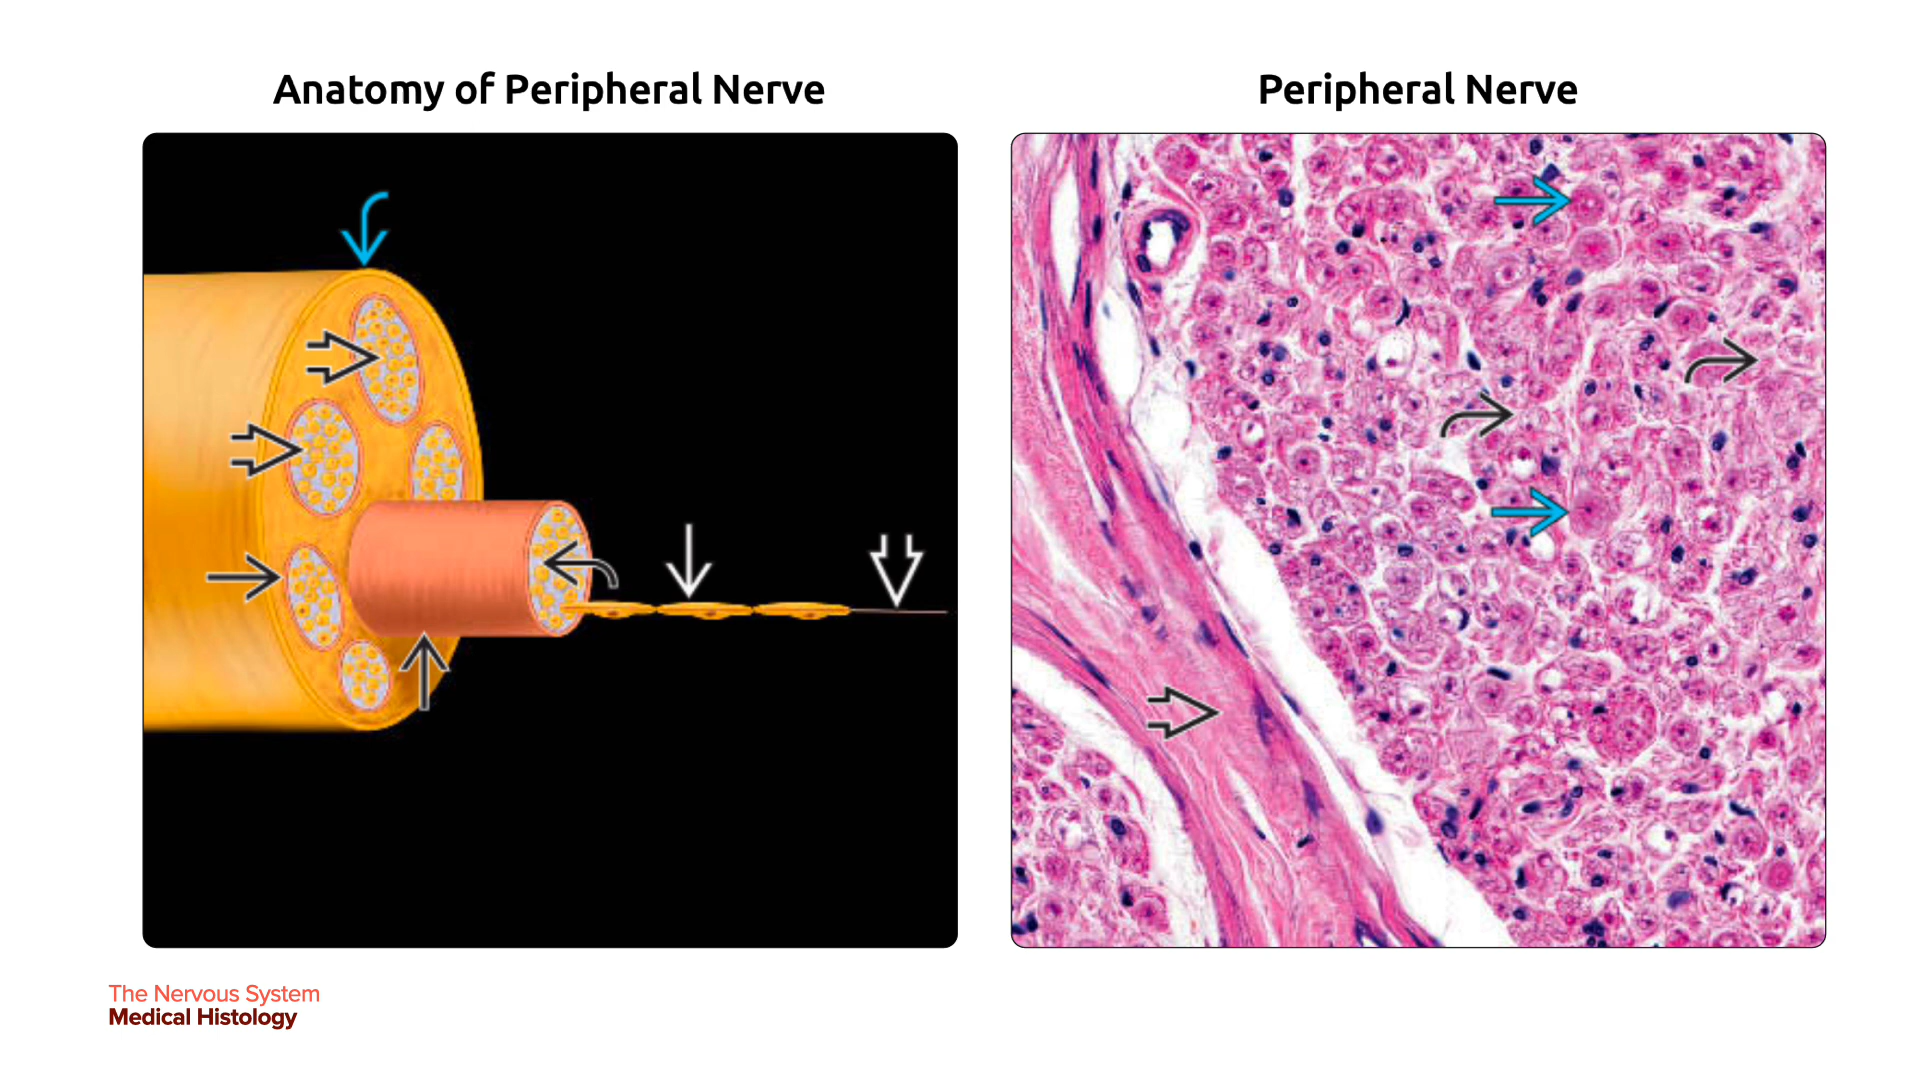 Anatomy of Peripheral Nerve
Peripheral Nerve
The Nervous System
Medical Histology